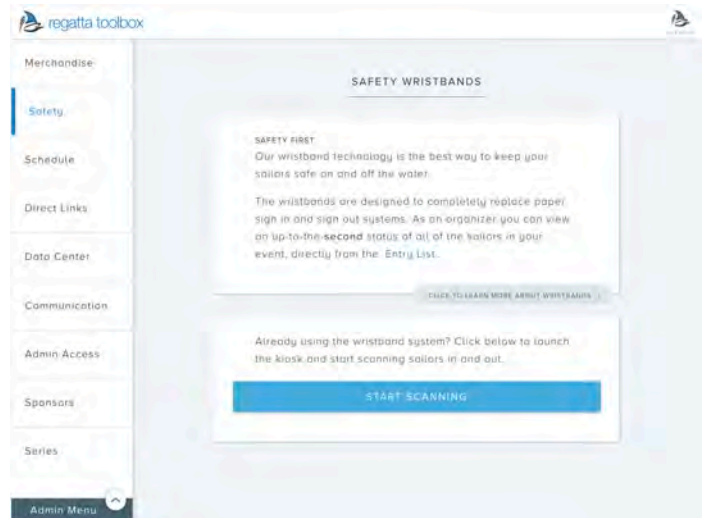 regatta toolbox
Merchandise
Safety
Schedule
Direct Links
Data Center
Communication
Admin Access
Sponsors
Series
Admin Menu
SAFETY WRISTBANDS
SAFETY FIRST
Our wristband technology is the best way to keep your
sailors safe on and off the water.
The wristbands are designed to completely replace paper
sign in and sign out systems. As an organizer you can view
an up-to-the-second status of all of the sailors in your
event, directly from the Entry List.
CLICK TO LEARN MORE ABOUT WRISTBANDS
Already using the wristband system? Click below to launch
the kiosk and start scanning sailors in and out.
START SCANNING